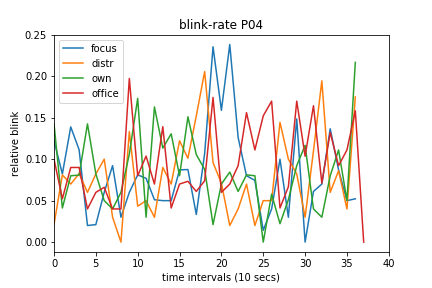 blink-rate P04
relative blink
0.25
0.20
0.15
0.10
0.05
0.00
focus
distr
own
office
0 5 10 15 20 25 30 35 40
time intervals (10 secs)